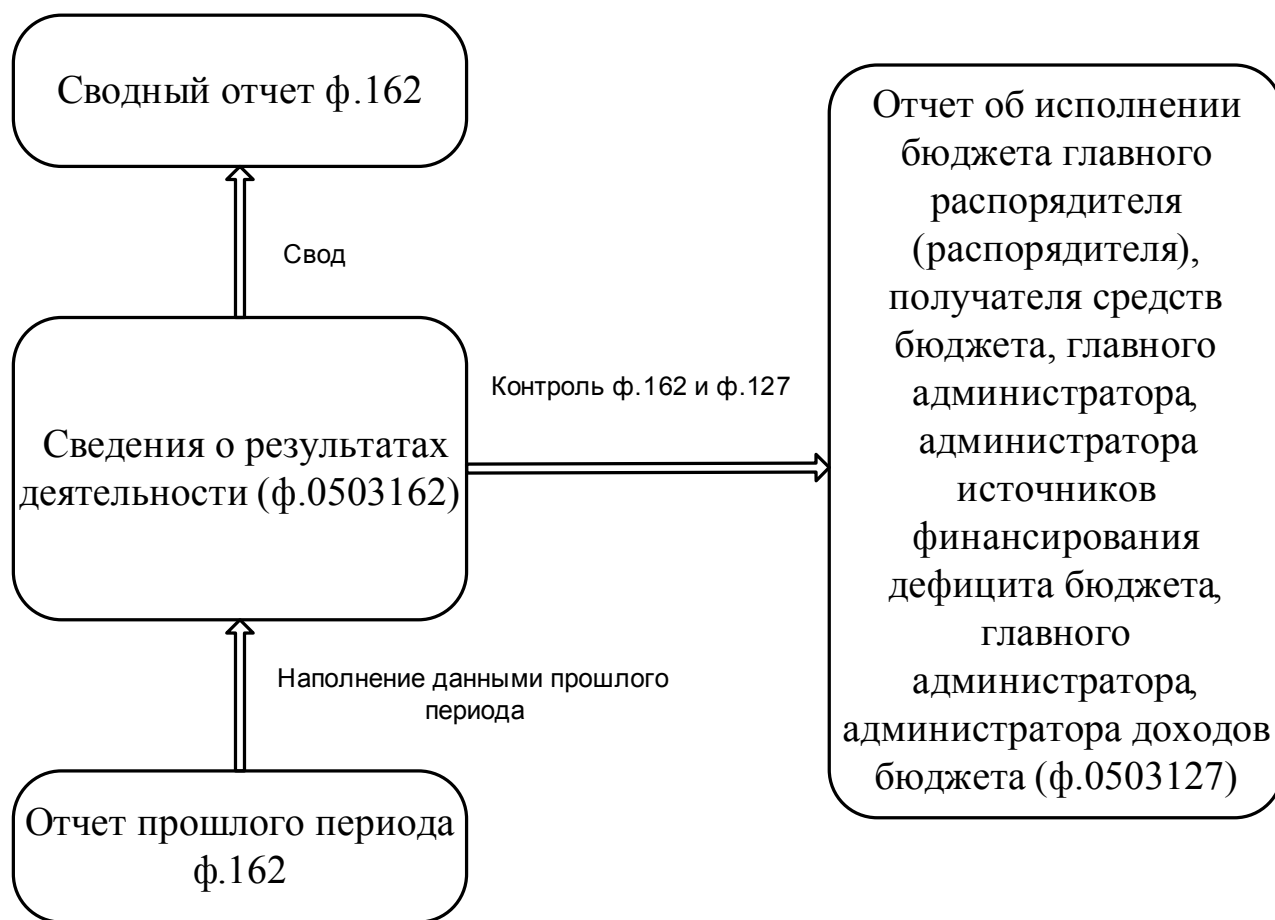 Сводный отчет ф.162
Свод
Сведения о результатах
деятельности (ф.0503162)
Контроль ф.162 и ф.127
Наполнение данными прошлого
периода
Отчет прошлого периода
ф.162
Отчет об исполнении
бюджета главного
распорядителя
(распорядителя),
получателя средств
бюджета, главного
администратора,
администратора
источников
финансирования
дефицита бюджета,
главного
администратора,
администратора доходов
бюджета (ф.0503127)